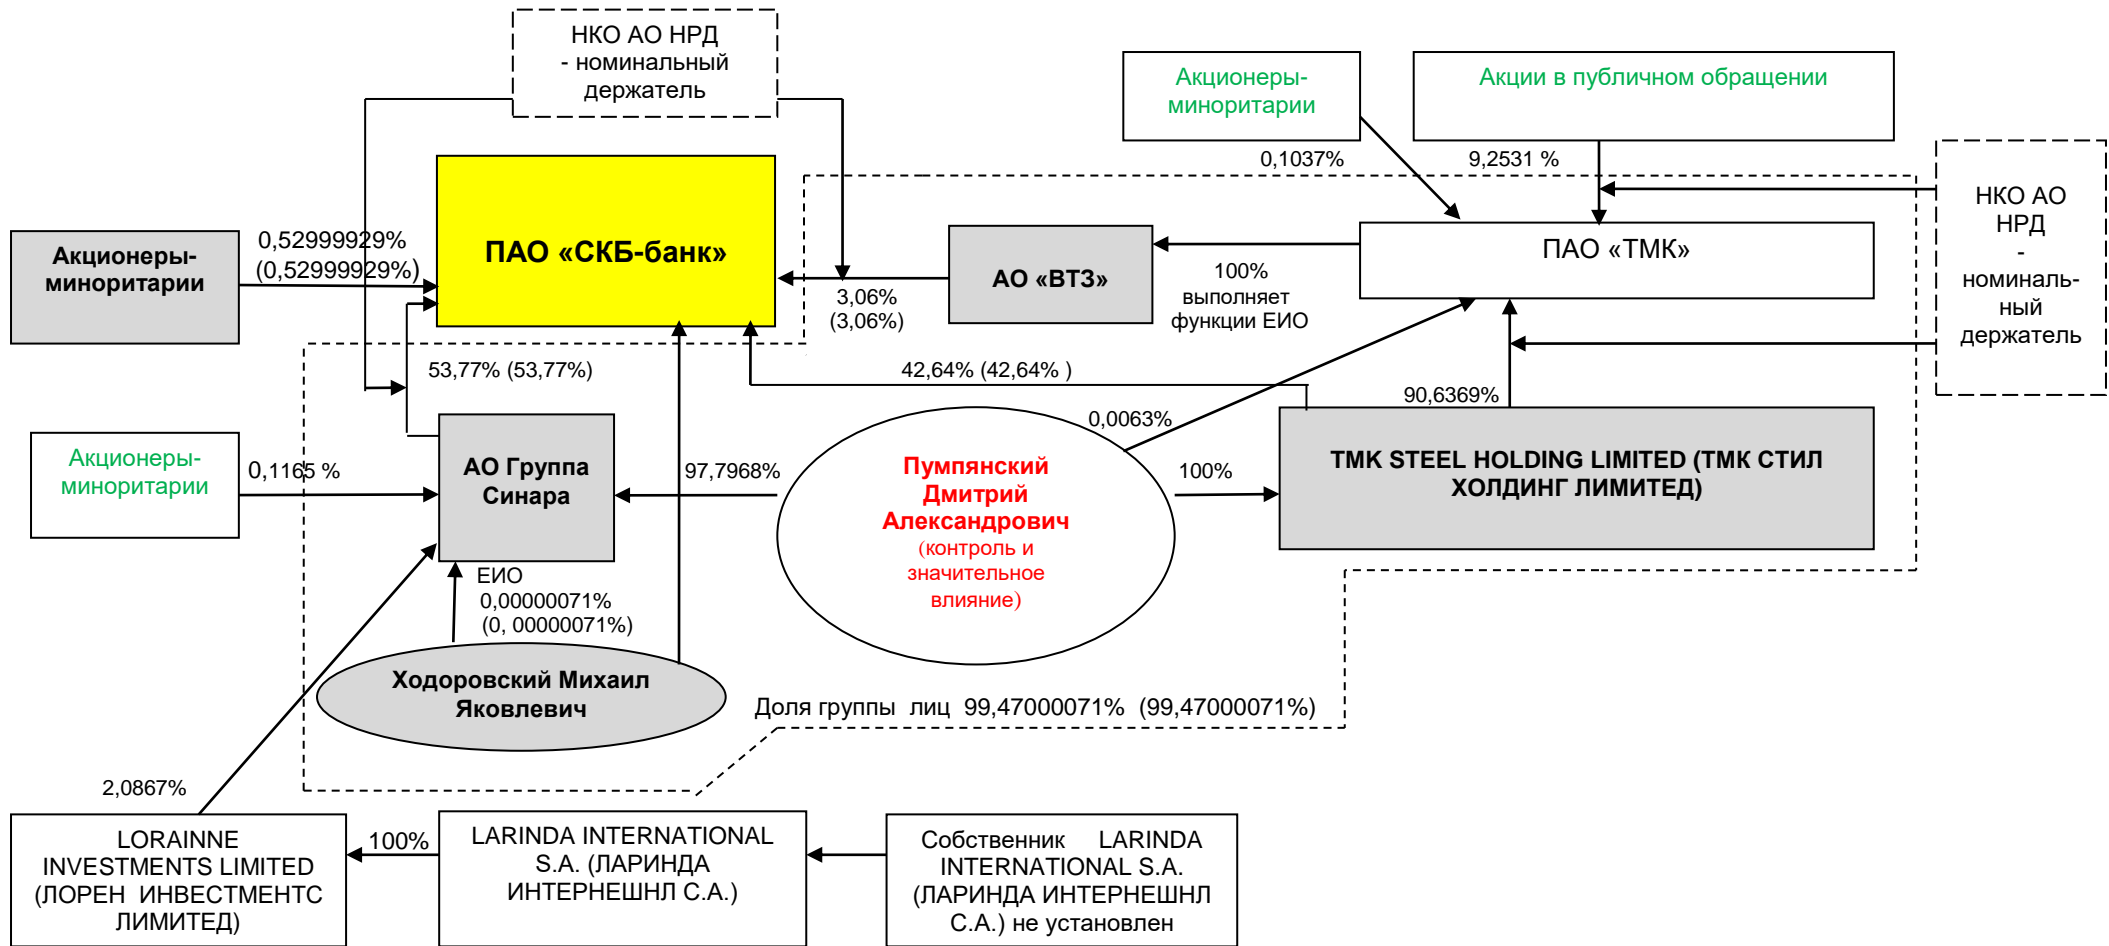 НКО АО НРД
- номинальный
держатель
Акционеры-
миноритарии
Акции в публичном обращении
0,1037%
9,2531 %
НКО АО
НРД
-
номиналь-
ный
держатель
Акционеры-
миноритарии
0,52999929%
(0,52999929%)
ПАО «СКБ-банк»
3,06%
(3,06%)
АО «ВТЗ»
100%
выполняет
функции ЕИО
ПАО «ТМК»
53,77% (53,77%)
42,64% (42,64% )
90,6369%
0,0063%
Акционеры-
миноритарии
0,1165 %
АО Группа
Синара
97,7968%
Пумпянский
Дмитрий
Александрович
(контроль и
значительное
влияние)
100%
TMK STEEL HOLDING LIMITED (ТМК СТИЛ
ХОЛДИНГ ЛИМИТЕД)
ЕИО
0,00000071%
(0, 00000071%)
Ходоровский Михаил
Яковлевич
Доля группы лиц 99,47000071% (99,47000071%)
2,0867%
LORAINNE
INVESTMENTS LIMITED
(ЛОРЕН ИНВЕСТМЕНТС
ЛИМИТЕД)
100%
LARINDA INTERNATIONAL
S.A. (ЛАРИНДА
ИНТЕРНЕШНЛ С.А.)
Собственник LARINDA
INTERNATIONAL S.A.
(ЛАРИНДА ИНТЕРНЕШНЛ
С.А.) не установлен